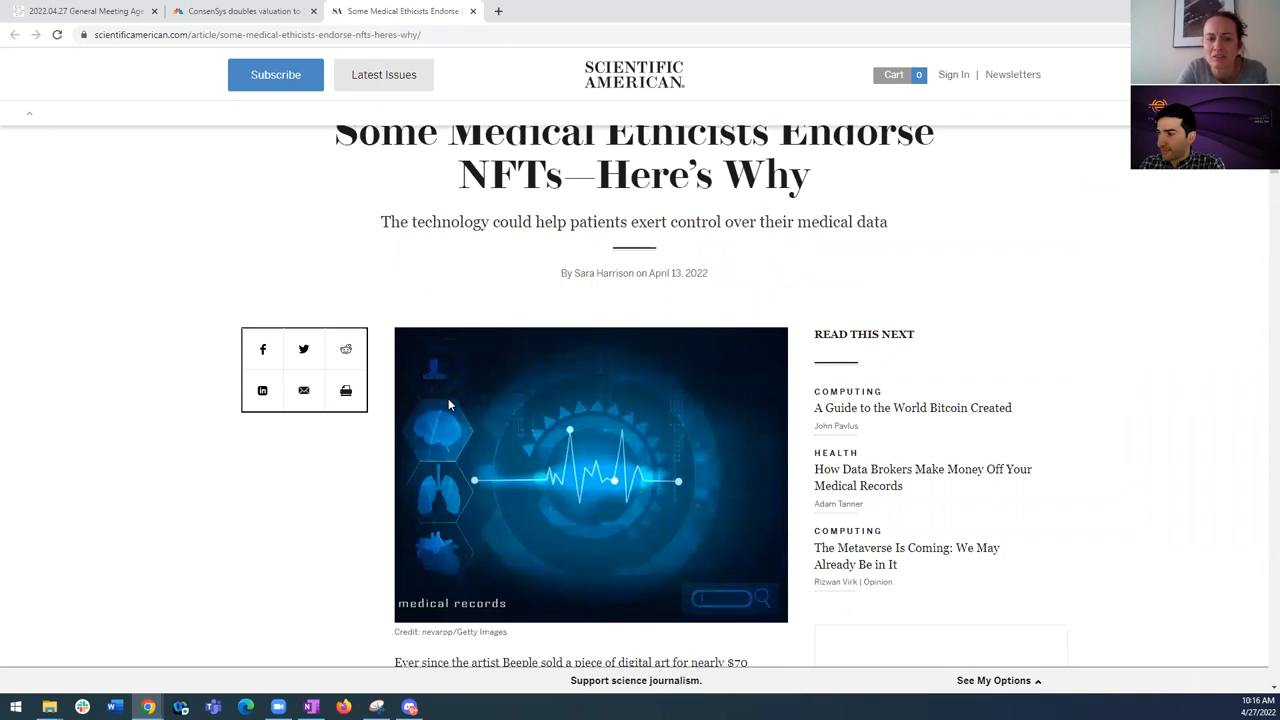 2022.04.27 General Meeting Age
ConsenSys doubles valuation to
Some Medical Ethicists Endorse
scientificamerican.com/article/some-medical-ethicists-endorse-nfts-heres-why/
Subscribe
Latest Issues
SCIENTIFIC
AMERICAN®
Cart 0
Sign In | Newsletters
Some Medical Ethicists Endorse
NFTs—Here's Why
The technology could help patients exert control over their medical data
By Sara Harrison on April 13, 2022
medical records
Credit: nevarpp/Getty Images
Ever since the artist Beeple sold a piece of digital art for nearly $70
READ THIS NEXT
COMPUTING
A Guide to the World Bitcoin Created
John Pavlus
HEALTH
How Data Brokers Make Money Off Your
Medical Records
Adam Tanner
COMPUTING
The Metaverse Is Coming: We May
Already Be in It
Rizwan Virk | Opinion
Support science journalism.
See My Options
10:16 AM
4/27/2022